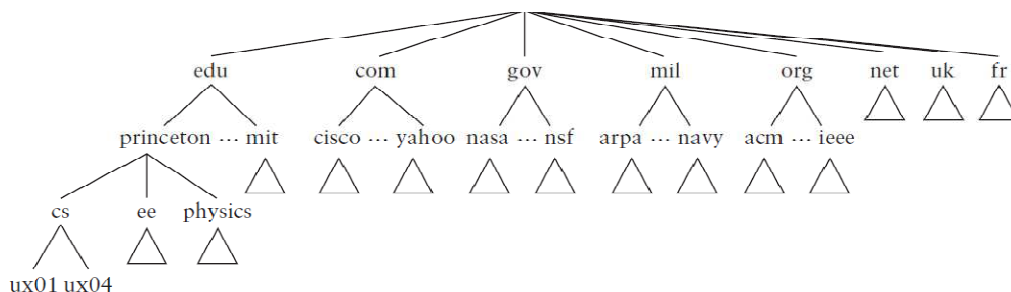 edu com gov mil org net uk fr
princeton … mit cisco … yahoo nasa … nsf arpa … navy acm … ieee
cs ee physics
ux01 ux04